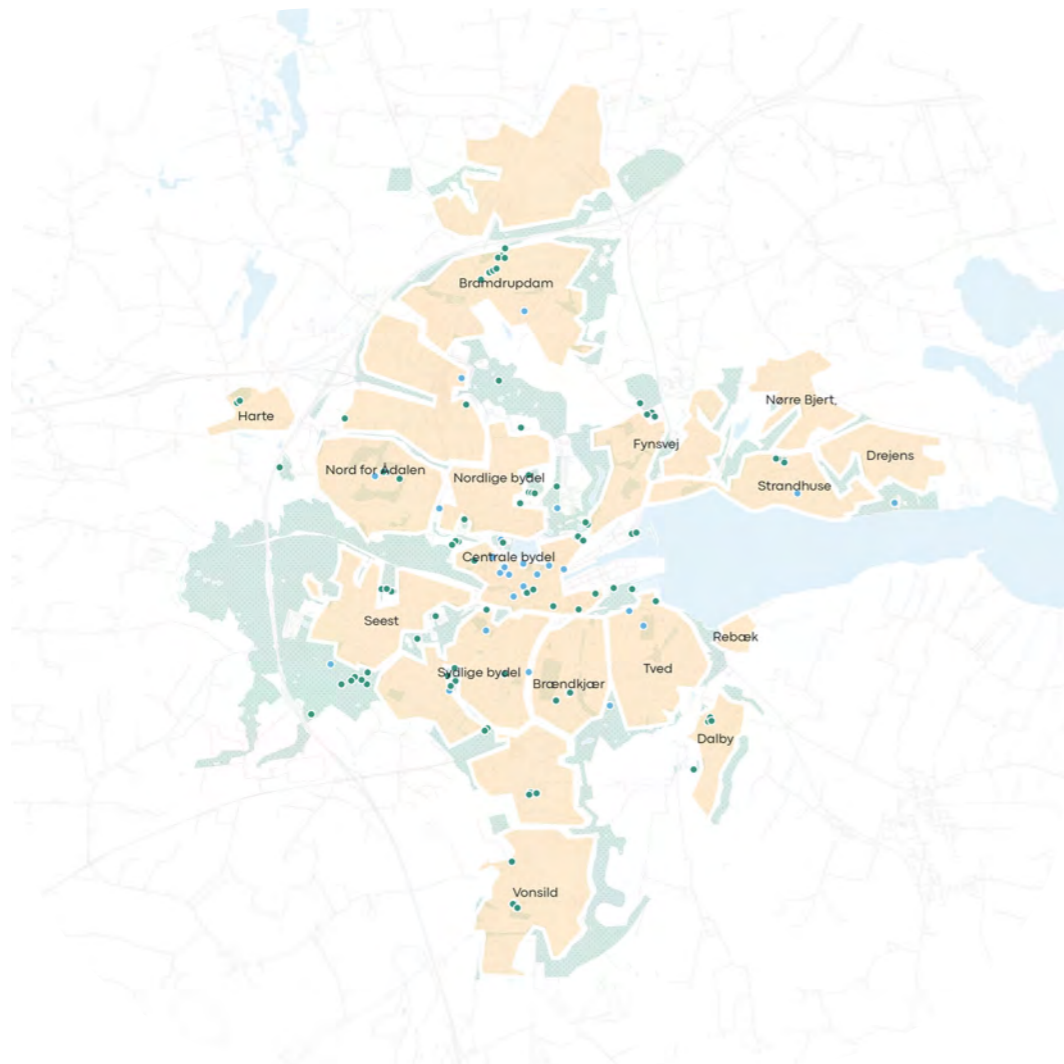 Bramdrupdam
Nørre Bjert,
Harte
Fynsvej
Drejens
Nord for Ådalen
Nordlige bydel
Strandhuse
Centrale bydel
Seest
Rebæk
Sydlige bydel
Tved
Brændkjær
Dalby
Vonsild